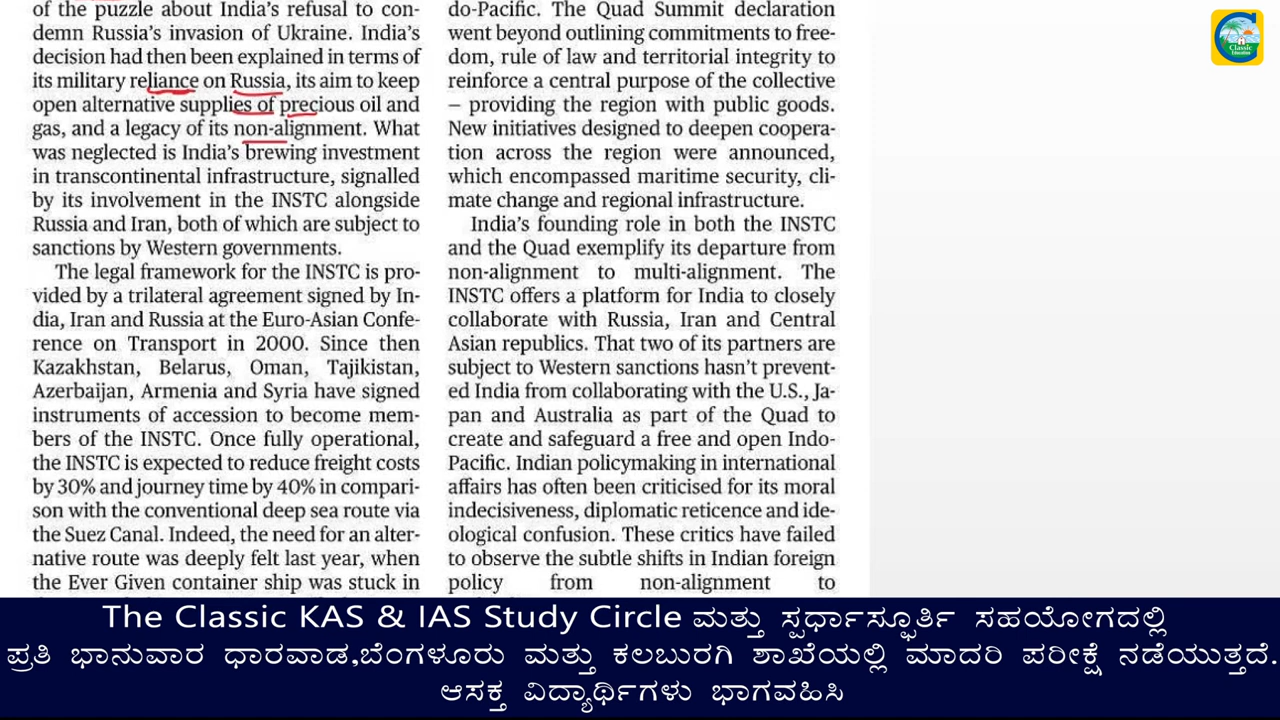 of the puzzle about India's refusal to con-
demn Russia's invasion of Ukraine. India's
decision had then been explained in terms of
its military reliance on Russia, its aim to keep
open alternative supplies of precious oil and
gas, and a legacy of its non-alignment. What
was neglected is India's brewing investment
in transcontinental infrastructure, signalled
by its involvement in the INSTC alongside
Russia and Iran, both of which are subject to
sanctions by Western governments.
The legal framework for the INSTC is pro-
vided by a trilateral agreement signed by In-
dia, Iran and Russia at the Euro-Asian Confe-
rence on Transport in 2000. Since then
Kazakhstan, Belarus, Oman, Tajikistan,
Azerbaijan, Armenia and Syria have signed
instruments of accession to become mem-
bers of the INSTC. Once fully operational,
the INSTC is expected to reduce freight costs
by 30% and journey time by 40% in compari-
son with the conventional deep sea route via
the Suez Canal. Indeed, the need for an alter-
native route was deeply felt last year, when
the Ever Given container ship was stuck in
do-Pacific. The Quad Summit declaration
went beyond outlining commitments to free-
dom, rule of law and territorial integrity to
reinforce a central purpose of the collective
– providing the region with public goods.
New initiatives designed to deepen coopera-
tion across the region were announced,
which encompassed maritime security, cli-
mate change and regional infrastructure.
India's founding role in both the INSTC
and the Quad exemplify its departure from
non-alignment to multi-alignment. The
INSTC offers a platform for India to closely
collaborate with Russia, Iran and Central
Asian republics. That two of its partners are
subject to Western sanctions hasn't prevent-
ed India from collaborating with the U.S., Ja-
pan and Australia as part of the Quad to
create and safeguard a free and open Indo-
Pacific. Indian policymaking in international
affairs has often been criticised for its moral
indecisiveness, diplomatic reticence and ide-
ological confusion. These critics have failed
to observe the subtle shifts in Indian foreign
policy from non-alignment to
Classic
Education
The Classic KAS & IAS Study Circle ಮತ್ತು ಸ್ಪರ್ಧಾಸ್ಫೂರ್ತಿ ಸಹಯೋಗದಲ್ಲಿ
ಪ್ರತಿ ಭಾನುವಾರ ಧಾರವಾಡ,ಬೆಂಗಳೂರು ಮತ್ತು ಕಲಬುರಗಿ ಶಾಖೆಯಲ್ಲಿ ಮಾದರಿ ಪರೀಕ್ಷೆ ನಡೆಯುತ್ತದೆ.
ಆಸಕ್ತ ವಿದ್ಯಾರ್ಥಿಗಳು ಭಾಗವಹಿಸಿ